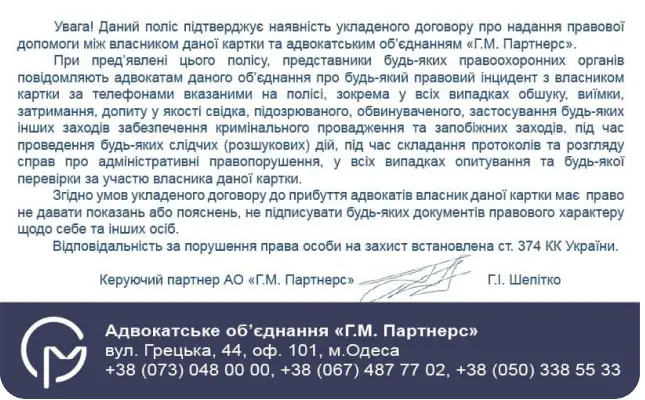 Увага! Даний поліс підтверджує наявність укладеного договору про надання правової
допомоги між власником даної картки та адвокатським об'єднанням «Г.М. Партнерс».
При пред'явлені цього полісу, представники будь-яких правоохоронних органів
повідомляють адвокатам даного об'єднання про будь-який правовий інцидент з власником
картки за телефонами вказаними на полісі, зокрема у всіх випадках обшуку, виїмки,
затримання, допиту у якості свідка, підозрюваного, обвинуваченого, застосування будь-яких
інших заходів забезпечення кримінального провадження та запобіжних заходів, під час
проведення будь-яких слідчих (розшукових) дій, під час складання протоколів та розгляду
справ про адміністративні правопорушення, у всіх випадках опитування та будь-якої
перевірки за участю власника даної картки.
Згідно умов укладеного договору до прибуття адвокатів власник даної картки має право
не давати показань або пояснень, не підписувати будь-яких документів правового характеру
щодо себе та інших осіб.
Відповідальність за порушення права особи на захист встановлена ст. 374 КК України.
Керуючий партнер АО «Г.М. Партнерс» Г.І. Шепітко
Адвокатське об'єднання «Г.М. Партнерс»
вул. Грецька, 44, оф. 101, м.Одеса
+38 (073) 048 00 00, +38 (067) 487 77 02, +38 (050) 338 55 33